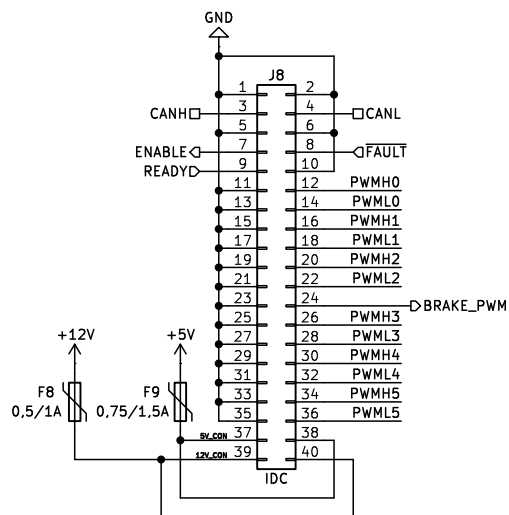 GND
J8
1 2
CANH 3 4 CANL
5 6
ENABLE 7 8 FAULT
READY 9 10
11 12 PWMH0
13 14 PWML0
15 16 PWMH1
17 18 PWML1
19 20 PWMH2
21 22 PWML2
23 24 BRAKE_PWM
25 26 PWMH3
27 28 PWML3
29 30 PWMH4
31 32 PWML4
33 34 PWMH5
35 36 PWML5
+12V +5V
F8 F9
0,5/1A 0,75/1,5A
5V_CON 37 38
12V_CON 39 40
IDC